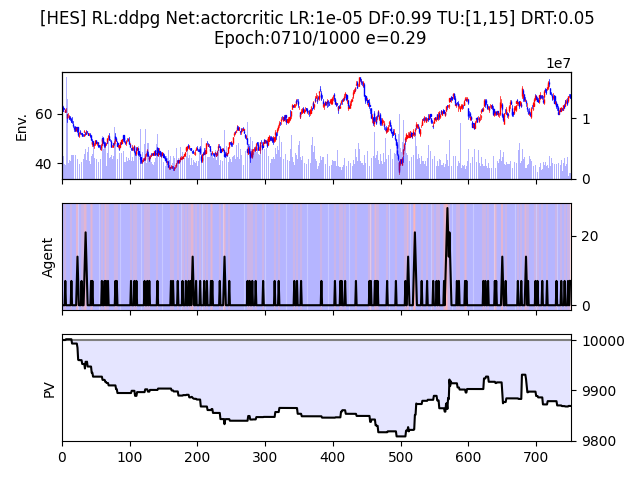 [HES] RL:ddpg Net:actorcritic LR:1e-05 DF:0.99 TU:[1,15] DRT:0.05
Epoch:0710/1000 e=0.29
1e7
Env.
60
40
1
0
Agent
20
0
PV
10000
9900
9800
0 100 200 300 400 500 600 700